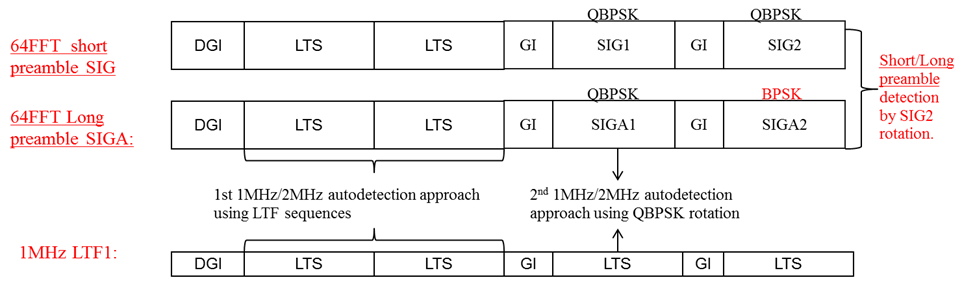 QBPSK QBPSK
64FFT short
preamble SIG
DGI LTS LTS GI SIG1 GI SIG2
Short/Long
preamble
detection
by SIG2
rotation.
QBPSK BPSK
64FFT Long
preamble SIGA:
DGI LTS LTS GI SIGA1 GI SIGA2
1st 1MHz/2MHz autodetection approach
using LTF sequences
2nd 1MHz/2MHz autodetection
approach using QBPSK rotation
1MHz LTF1:
DGI LTS LTS GI LTS GI LTS